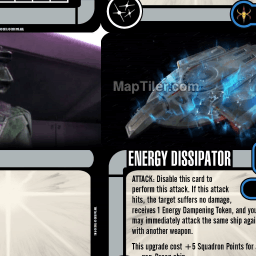 MapTiler.com
ENERGY DISSIPATOR
ATTACK: Disable this card to
perform this attack. If this attack
hits, the target suffers no damage,
receives 1 Energy Dampening Token, and you
may immediately attack the same ship again
with another weapon.
This upgrade cost +5 Squadron Points for
ship